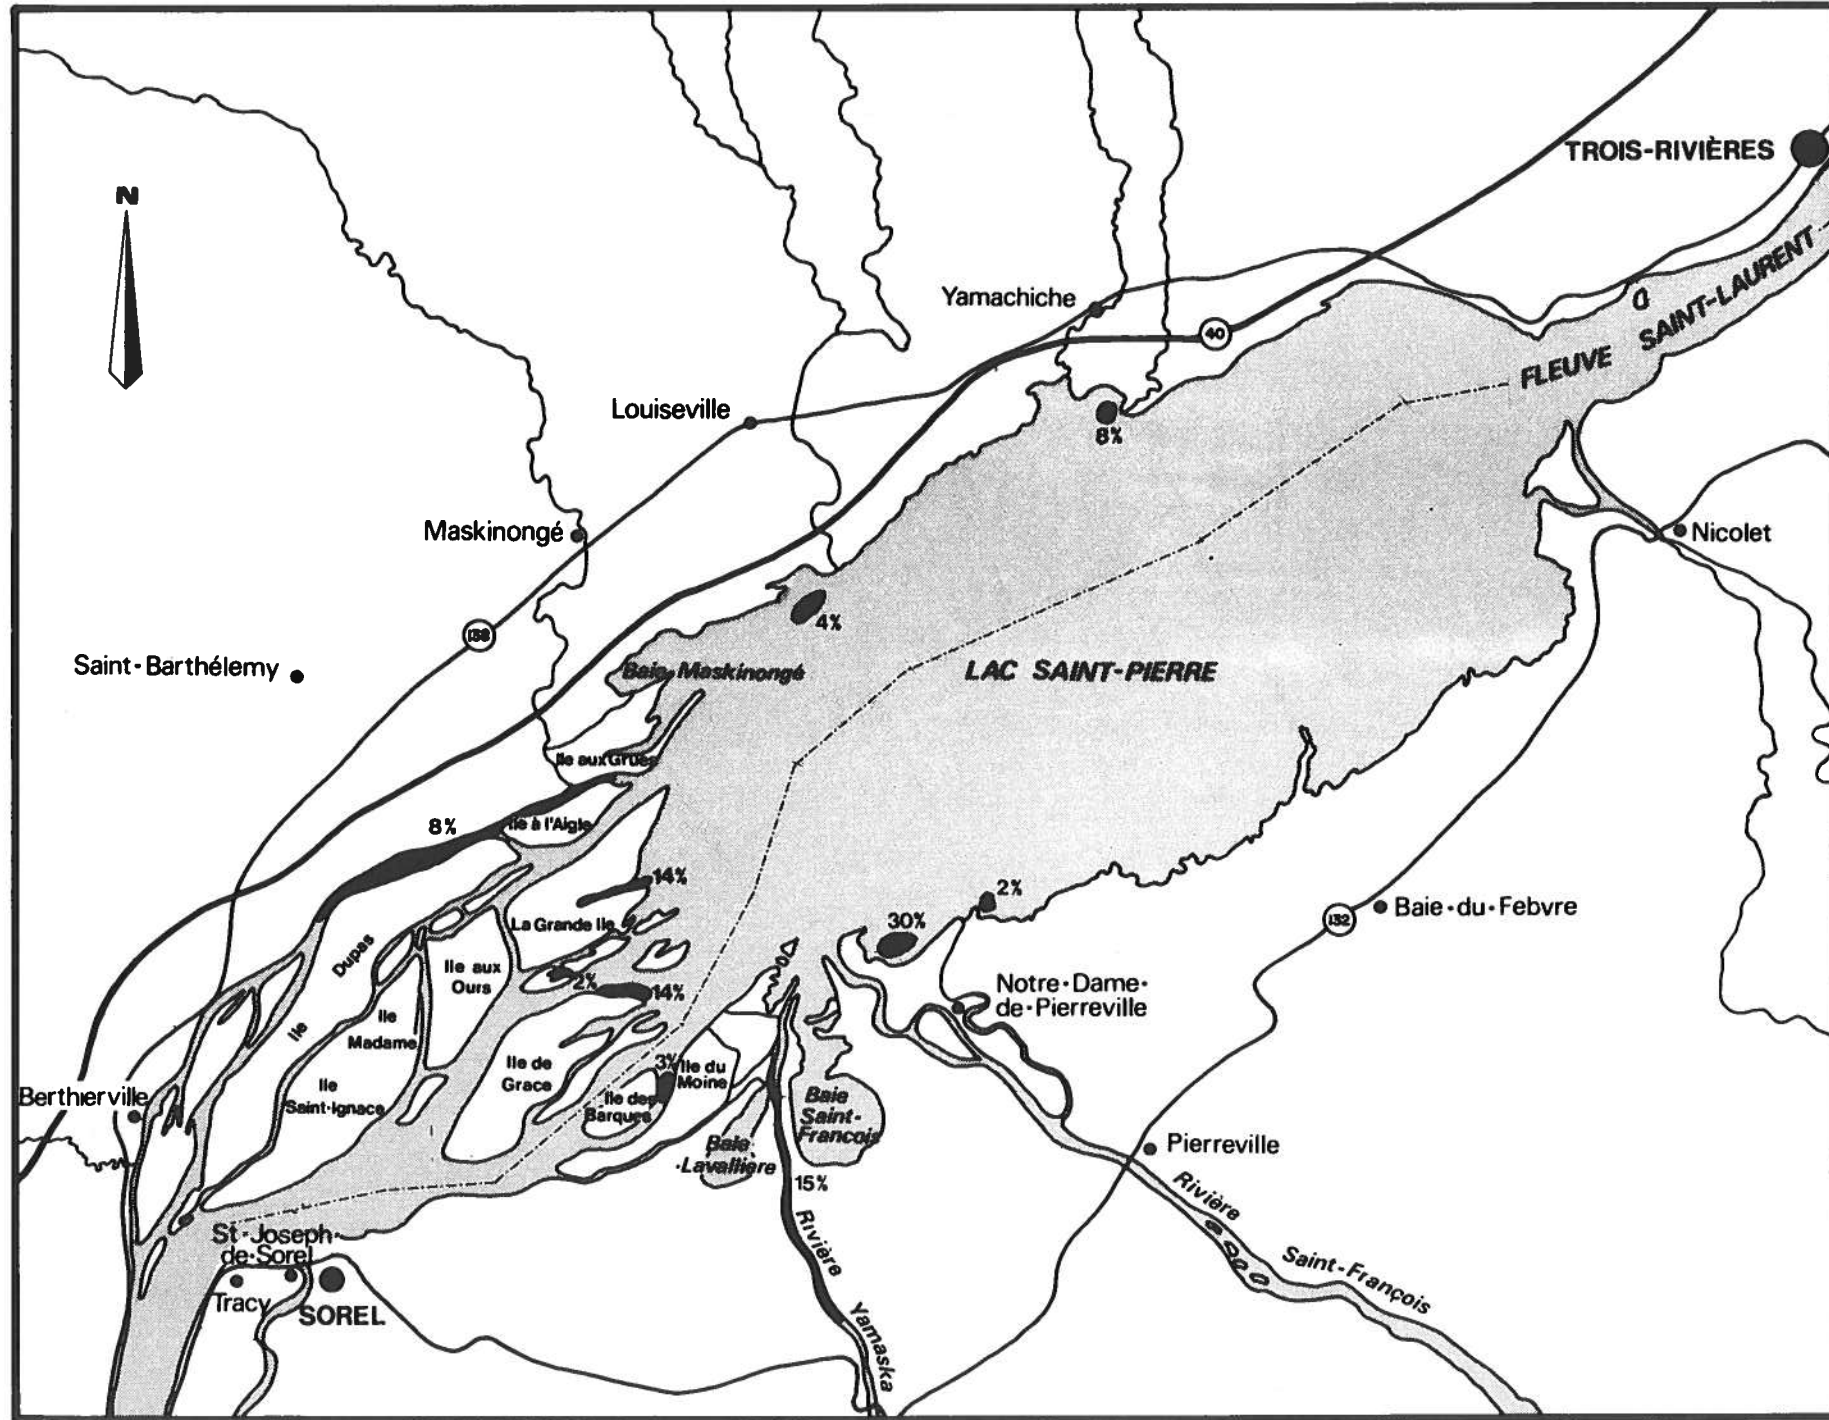 TROIS-RIVIÈRES
N
FLEUVE SAINT-LAURENT
Yamachiche
40
Louiseville
8%
Maskinongé
Nicolet
4%
138
Saint-Barthélemy
Baie Maskinongé
LAC SAINT-PIERRE
Ile aux Grues
8%
Ile à l'Aigle
14%
2%
30%
132
Baie-du-Febvre
La Grande Ile
Ile Dupas
Ile aux
Ours
2%
14%
Notre-Dame-
de-Pierreville
Ile
Madame
Ile de
Grace
3%
Ile du
Moine
Ile
Saint-Ignace
Ile des
Barques
Baie
Saint-
François
Berthierville
Baie
Lavallière
Pierreville
15%
Rivière Yamaska
Rivière Saint-François
St-Joseph-
de-Sorel
Tracy
SOREL